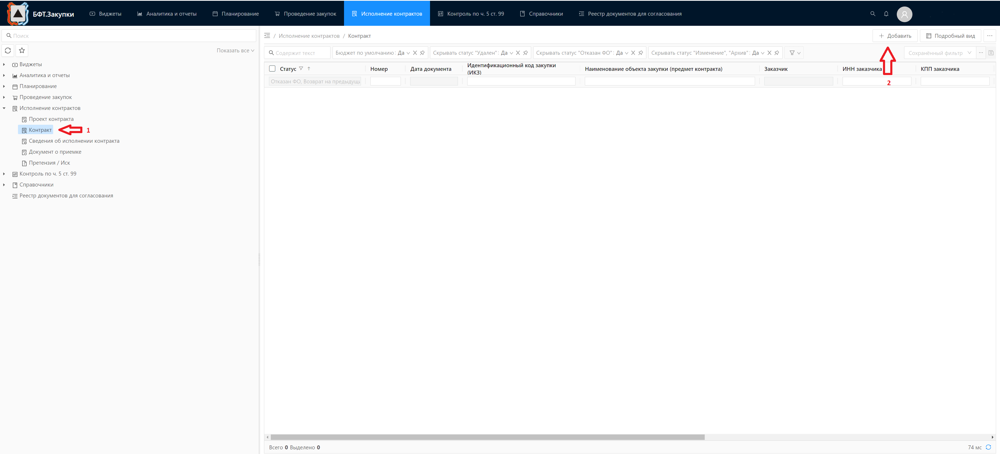 БФТ.Закупки Виджеты Аналитика и отчеты Планирование Проведение закупок Исполнение контрактов Контроль по ч. 5 ст. 99 Справочники Реестр документов для согласования
Поиск
Показать все
Виджеты
Аналитика и отчеты
Планирование
Проведение закупок
Исполнение контрактов
Проект контракта
Контракт 1
Сведения об исполнении контракта
Документ о приемке
Претензия / Иск
Контроль по ч. 5 ст. 99
Справочники
Реестр документов для согласования
/ Исполнение контрактов / Контракт
+ Добавить Подробный вид ...
Содержит текст Бюджет по умолчанию: Да Скрывать статус "Удален": Да Скрывать статус "Отказан ФО": Да Скрывать статус "Изменение", "Архив": Да Сохранённый фильтр ...
Статус Номер Дата документа Идентификационный код закупки (ИКЗ) Наименование объекта закупки (предмет контракта) Заказчик ИНН заказчика КПП заказчика
Отказан ФО, Возврат на предыдущи
2
Всего 0 Выделено 0
74 мс